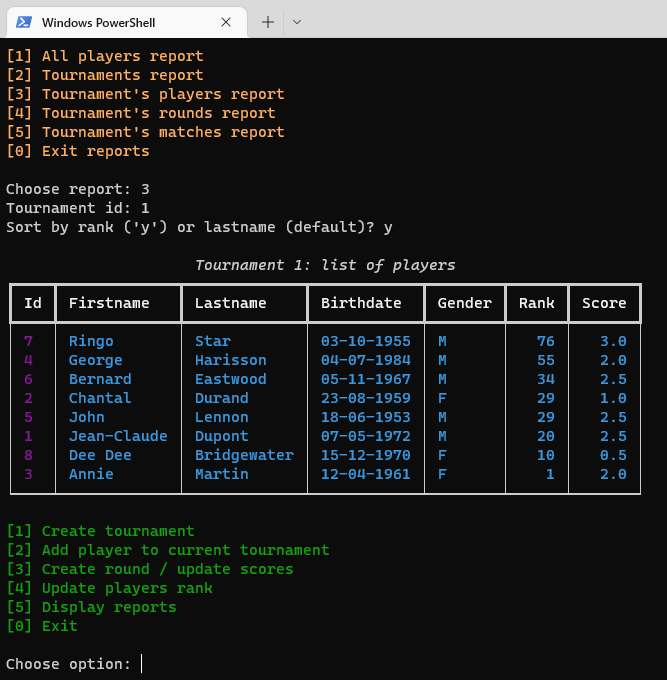 Windows PowerShell
[1] All players report
[2] Tournaments report
[3] Tournament's players report
[4] Tournament's rounds report
[5] Tournament's matches report
[0] Exit reports
Choose report: 3
Tournament id: 1
Sort by rank ('y') or lastname (default)? y
Tournament 1: list of players
Id Firstname Lastname Birthdate Gender Rank Score
7 Ringo Star 03-10-1955 M 76 3.0
4 George Harisson 04-07-1984 M 55 2.0
6 Bernard Eastwood 05-11-1967 M 34 2.5
2 Chantal Durand 23-08-1959 F 29 1.0
5 John Lennon 18-06-1953 M 29 2.5
1 Jean-Claude Dupont 07-05-1972 M 20 2.5
8 Dee Dee Bridgewater 15-12-1970 F 10 0.5
3 Annie Martin 12-04-1961 F 1 2.0
[1] Create tournament
[2] Add player to current tournament
[3] Create round / update scores
[4] Update players rank
[5] Display reports
[0] Exit
Choose option: